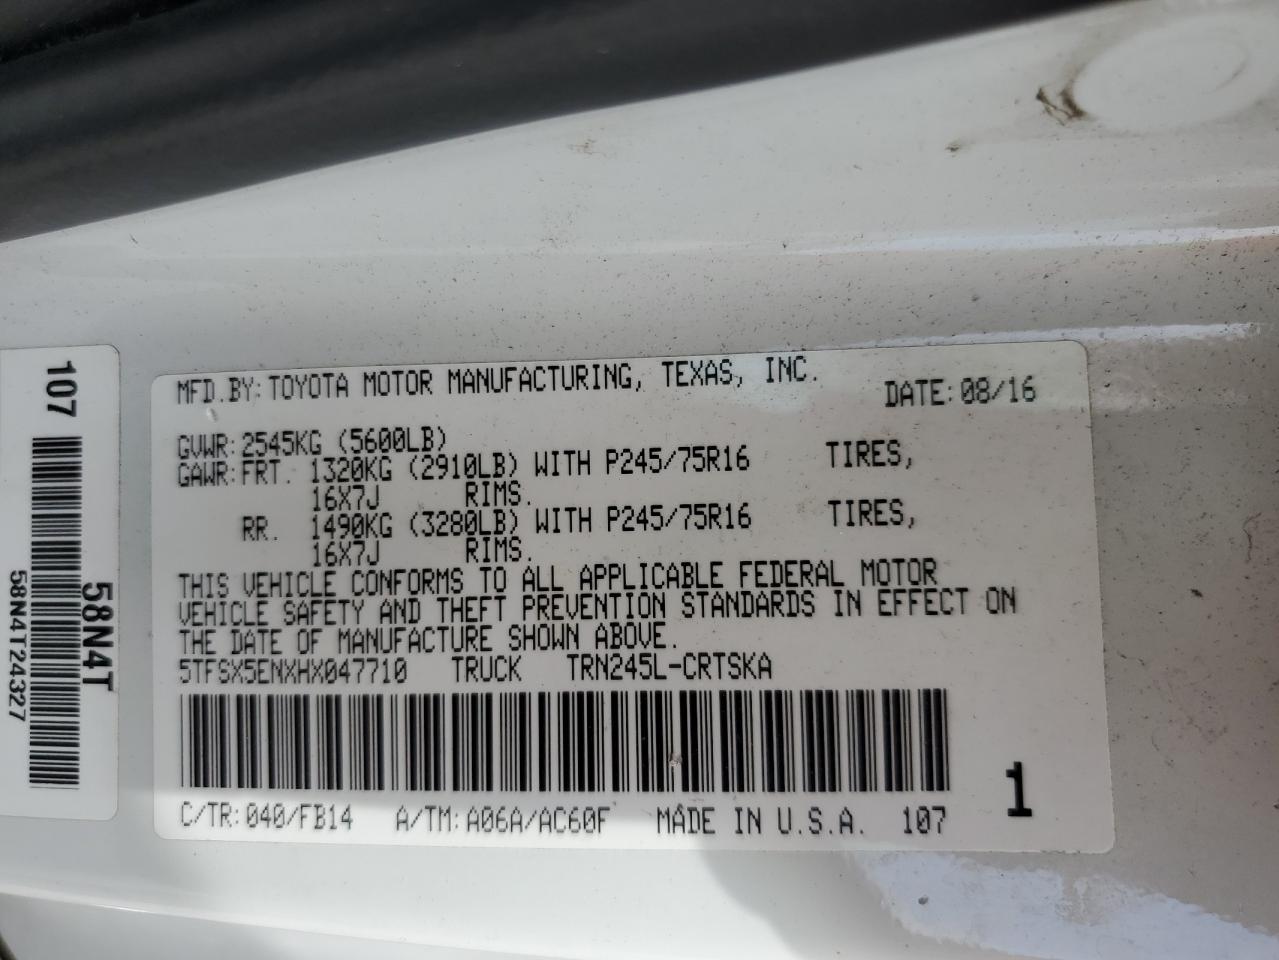 MFD.BY:TOYOTA MOTOR MANUFACTURING, TEXAS, INC. DATE:08/16
GVWR:2545KG (5600LB)
GAWR:FRT. 1320KG (2910LB) WITH P245/75R16 TIRES,
16X7J RIMS.
RR. 1490KG (3280LB) WITH P245/75R16 TIRES,
16X7J RIMS.
THIS VEHICLE CONFORMS TO ALL APPLICABLE FEDERAL MOTOR
VEHICLE SAFETY AND THEFT PREVENTION STANDARDS IN EFFECT ON
THE DATE OF MANUFACTURE SHOWN ABOVE.
5TFSX5ENXHX047710 TRUCK TRN245L-CRTSKA
1
C/TR:040/FB14 A/TM:A06A/AC60F MADE IN U.S.A. 107
107
58N4T
58N4T24327